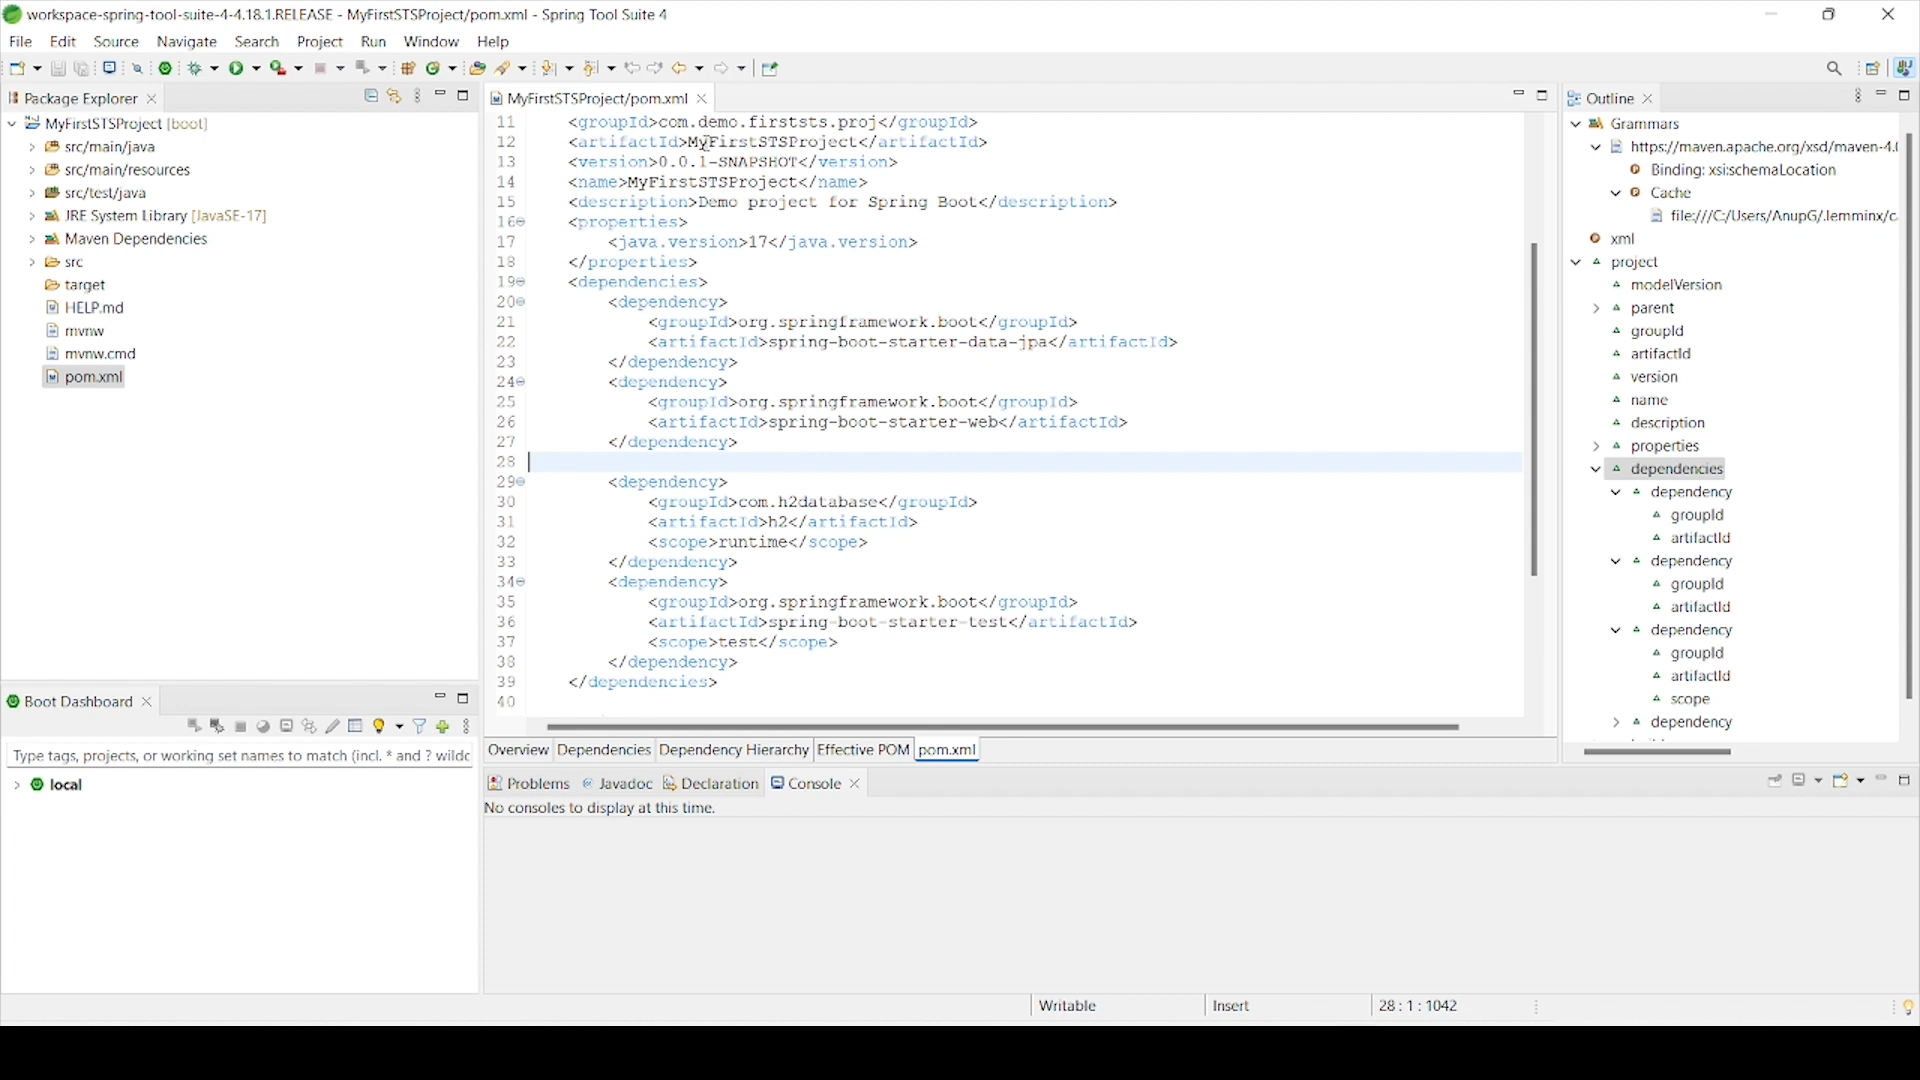 workspace-spring-tool-suite-4-4.18.1.RELEASE - MyFirstSTSProject/pom.xml - Spring Tool Suite 4
File Edit Source Navigate Search Project Run Window Help
Package Explorer
MyFirstSTSProject [boot]
src/main/java
src/main/resources
src/test/java
JRE System Library [JavaSE-17]
Maven Dependencies
src
target
HELP.md
mvnw
mvnw.cmd
pom.xml
Boot Dashboard
Type tags, projects, or working set names to match (incl. * and ? wildc
local
MyFirstSTSProject/pom.xml
11 <groupId>com.demo.firststs.proj</groupId>
12 <artifactId>MyFirstSTSProject</artifactId>
13 <version>0.0.1-SNAPSHOT</version>
14 <name>MyFirstSTSProject</name>
15 <description>Demo project for Spring Boot</description>
16 <properties>
17 <java.version>17</java.version>
18 </properties>
19 <dependencies>
20 <dependency>
21 <groupId>org.springframework.boot</groupId>
22 <artifactId>spring-boot-starter-data-jpa</artifactId>
23 </dependency>
24 <dependency>
25 <groupId>org.springframework.boot</groupId>
26 <artifactId>spring-boot-starter-web</artifactId>
27 </dependency>
28
29 <dependency>
30 <groupId>com.h2database</groupId>
31 <artifactId>h2</artifactId>
32 <scope>runtime</scope>
33 </dependency>
34 <dependency>
35 <groupId>org.springframework.boot</groupId>
36 <artifactId>spring-boot-starter-test</artifactId>
37 <scope>test</scope>
38 </dependency>
39 </dependencies>
40
Overview Dependencies Dependency Hierarchy Effective POM pom.xml
Problems Javadoc Declaration Console
No consoles to display at this time.
Outline
Grammars
https://maven.apache.org/xsd/maven-4.0
Binding: xsi:schemaLocation
Cache
file:///C:/Users/AnupG/.lemminx/c
xml
project
modelVersion
parent
groupId
artifactId
version
name
description
properties
dependencies
dependency
groupId
artifactId
dependency
groupId
artifactId
dependency
groupId
artifactId
scope
dependency
Writable Insert 28 : 1 : 1042